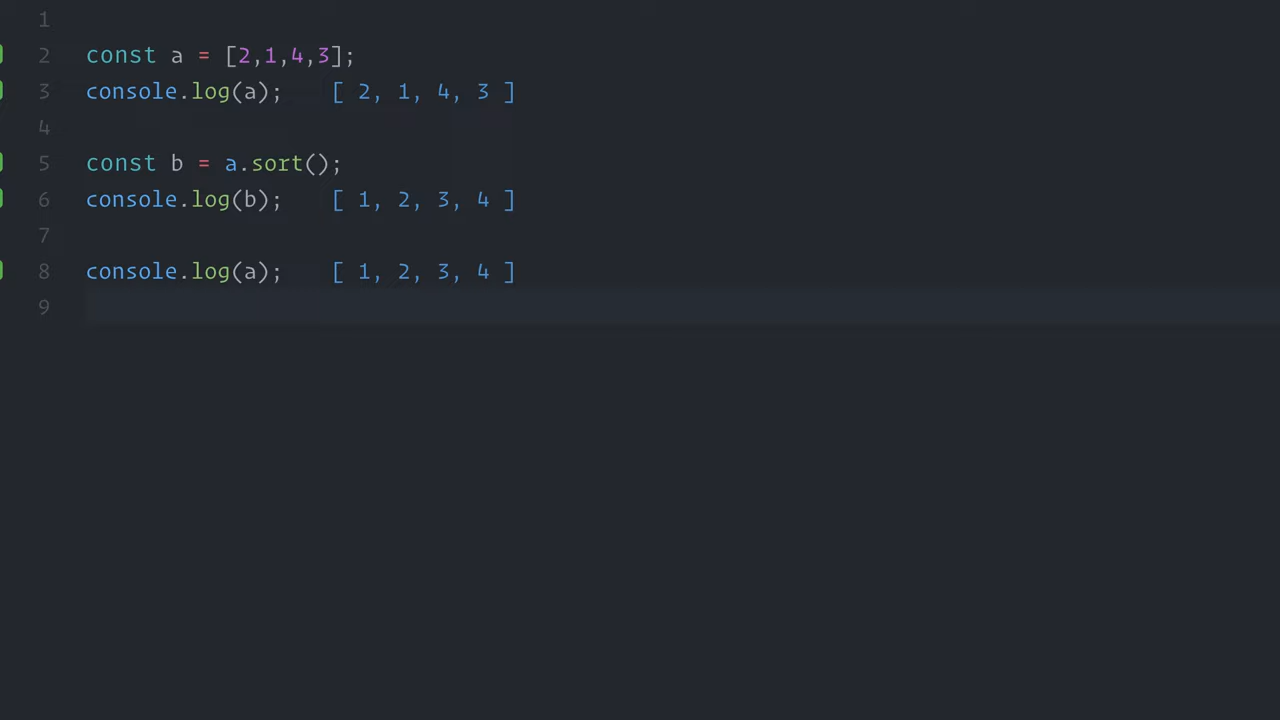 1
2 const a = [2,1,4,3];
3 console.log(a); [ 2, 1, 4, 3 ]
4
5 const b = a.sort();
6 console.log(b); [ 1, 2, 3, 4 ]
7
8 console.log(a); [ 1, 2, 3, 4 ]
9